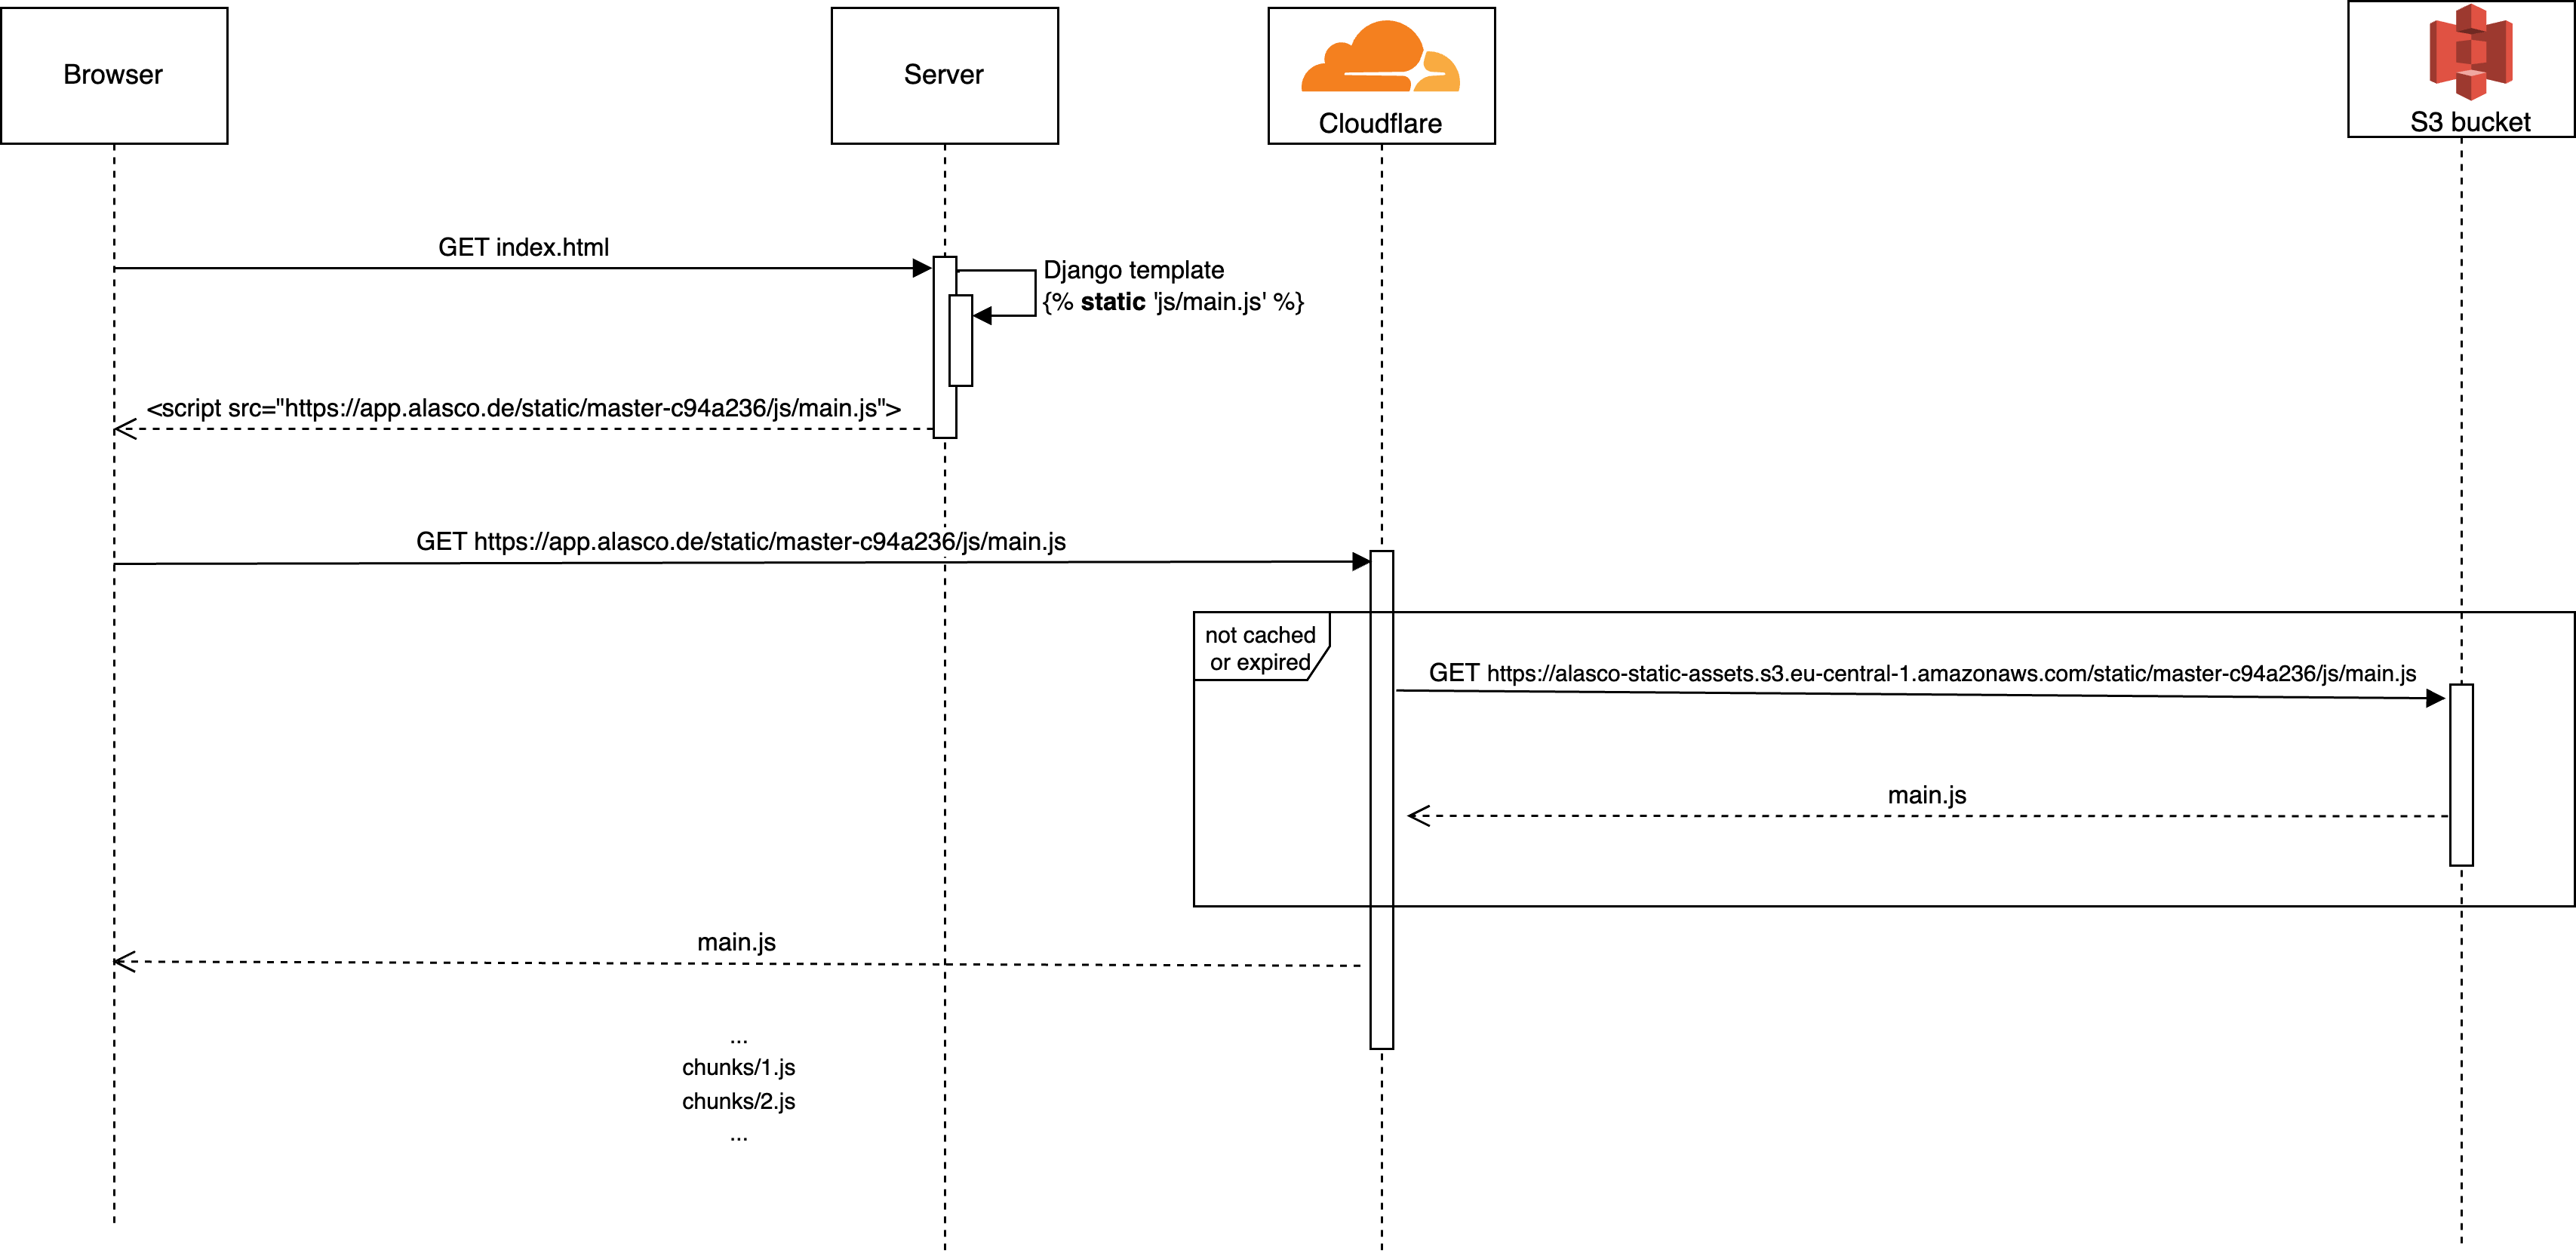 Browser
Server
Cloudflare
S3 bucket
GET index.html
Django template
{% static 'js/main.js' %}
<script src="https://app.alasco.de/static/master-c94a236/js/main.js">
GET https://app.alasco.de/static/master-c94a236/js/main.js
not cached
or expired
GET https://alasco-static-assets.s3.eu-central-1.amazonaws.com/static/master-c94a236/js/main.js
main.js
main.js
...
chunks/1.js
chunks/2.js
...